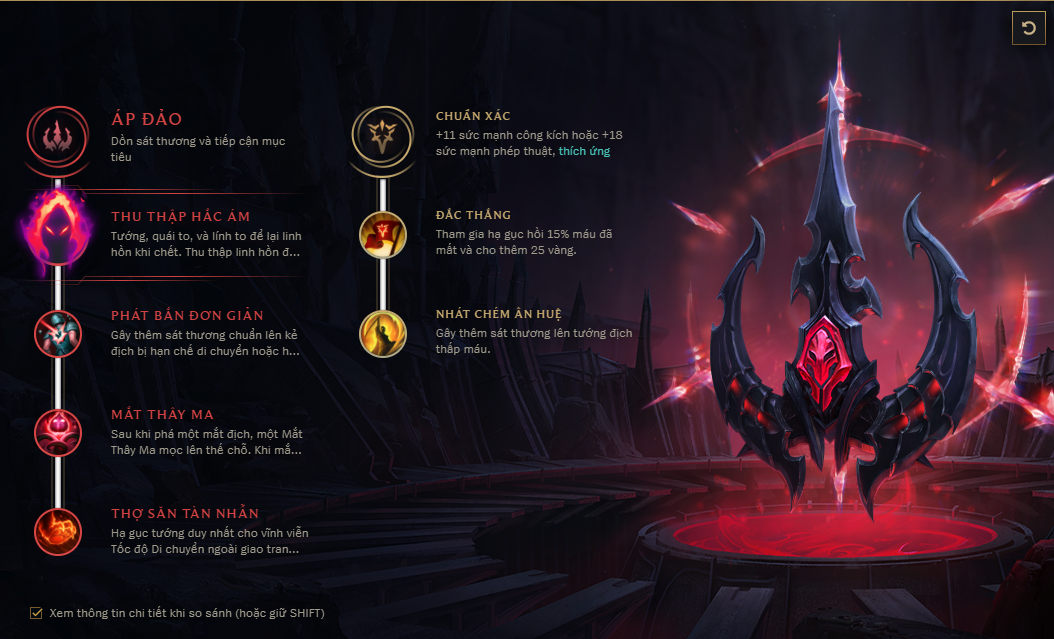 ÁP ĐẢO
Dồn sát thương và tiếp cận mục
tiêu
THU THẬP HẮC ÁM
Tướng, quái to, và lính to để lại linh
hồn khi chết. Thu thập linh hồn đ...
PHÁT BẮN ĐƠN GIẢN
Gây thêm sát thương chuẩn lên kẻ
địch bị hạn chế di chuyển hoặc h...
MẮT THÂY MA
Sau khi phá một mắt địch, một Mắt
Thây Ma mọc lên thế chỗ. Khi mắ...
THỢ SĂN TÀN NHẪN
Hạ gục tướng duy nhất cho vĩnh viễn
Tốc độ Di chuyển ngoài giao tran...
CHUẨN XÁC
+11 sức mạnh công kích hoặc +18
sức mạnh phép thuật, thích ứng
ĐẮC THẮNG
Tham gia hạ gục hồi 15% máu đã
mất và cho thêm 25 vàng.
NHÁT CHÉM ÂN HUỆ
Gây thêm sát thương lên tướng địch
thấp máu.
Xem thông tin chi tiết khi so sánh (hoặc giữ SHIFT)